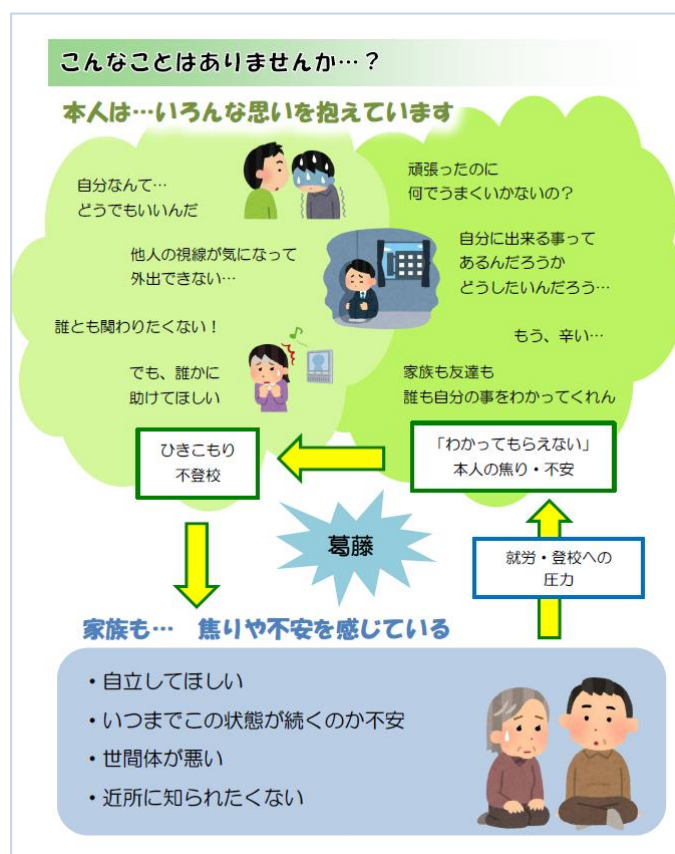 こんなことはありませんか…？
本人は…いろんな思いを抱えています
自分なんて…
どうでもいいんだ
頑張ったのに
何でうまくいかないの？
他人の視線が気になって
外出できない…
自分に出来る事って
あるんだろうか
どうしたいんだろう…
誰とも関わりたくない！
もう、辛い…
でも、誰かに
助けてほしい
家族も友達も
誰も自分の事をわかってくれん
ひきこもり
不登校
「わかってもらえない」
本人の焦り・不安
葛藤
就労・登校への
圧力
家族も…　焦りや不安を感じている
・自立してほしい
・いつまでこの状態が続くのか不安
・世間体が悪い
・近所に知られたくない